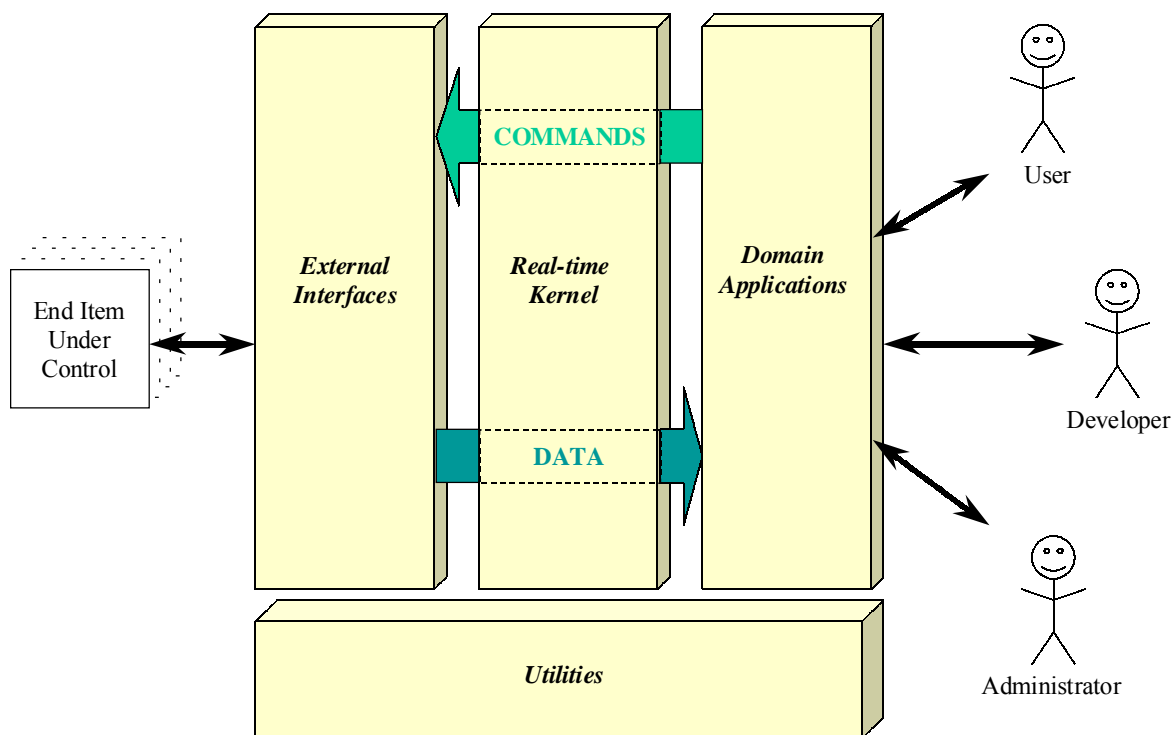 COMMANDS
User
External
Interfaces
Real-time
Kernel
Domain
Applications
End Item
Under
Control
Developer
DATA
Utilities
Administrator